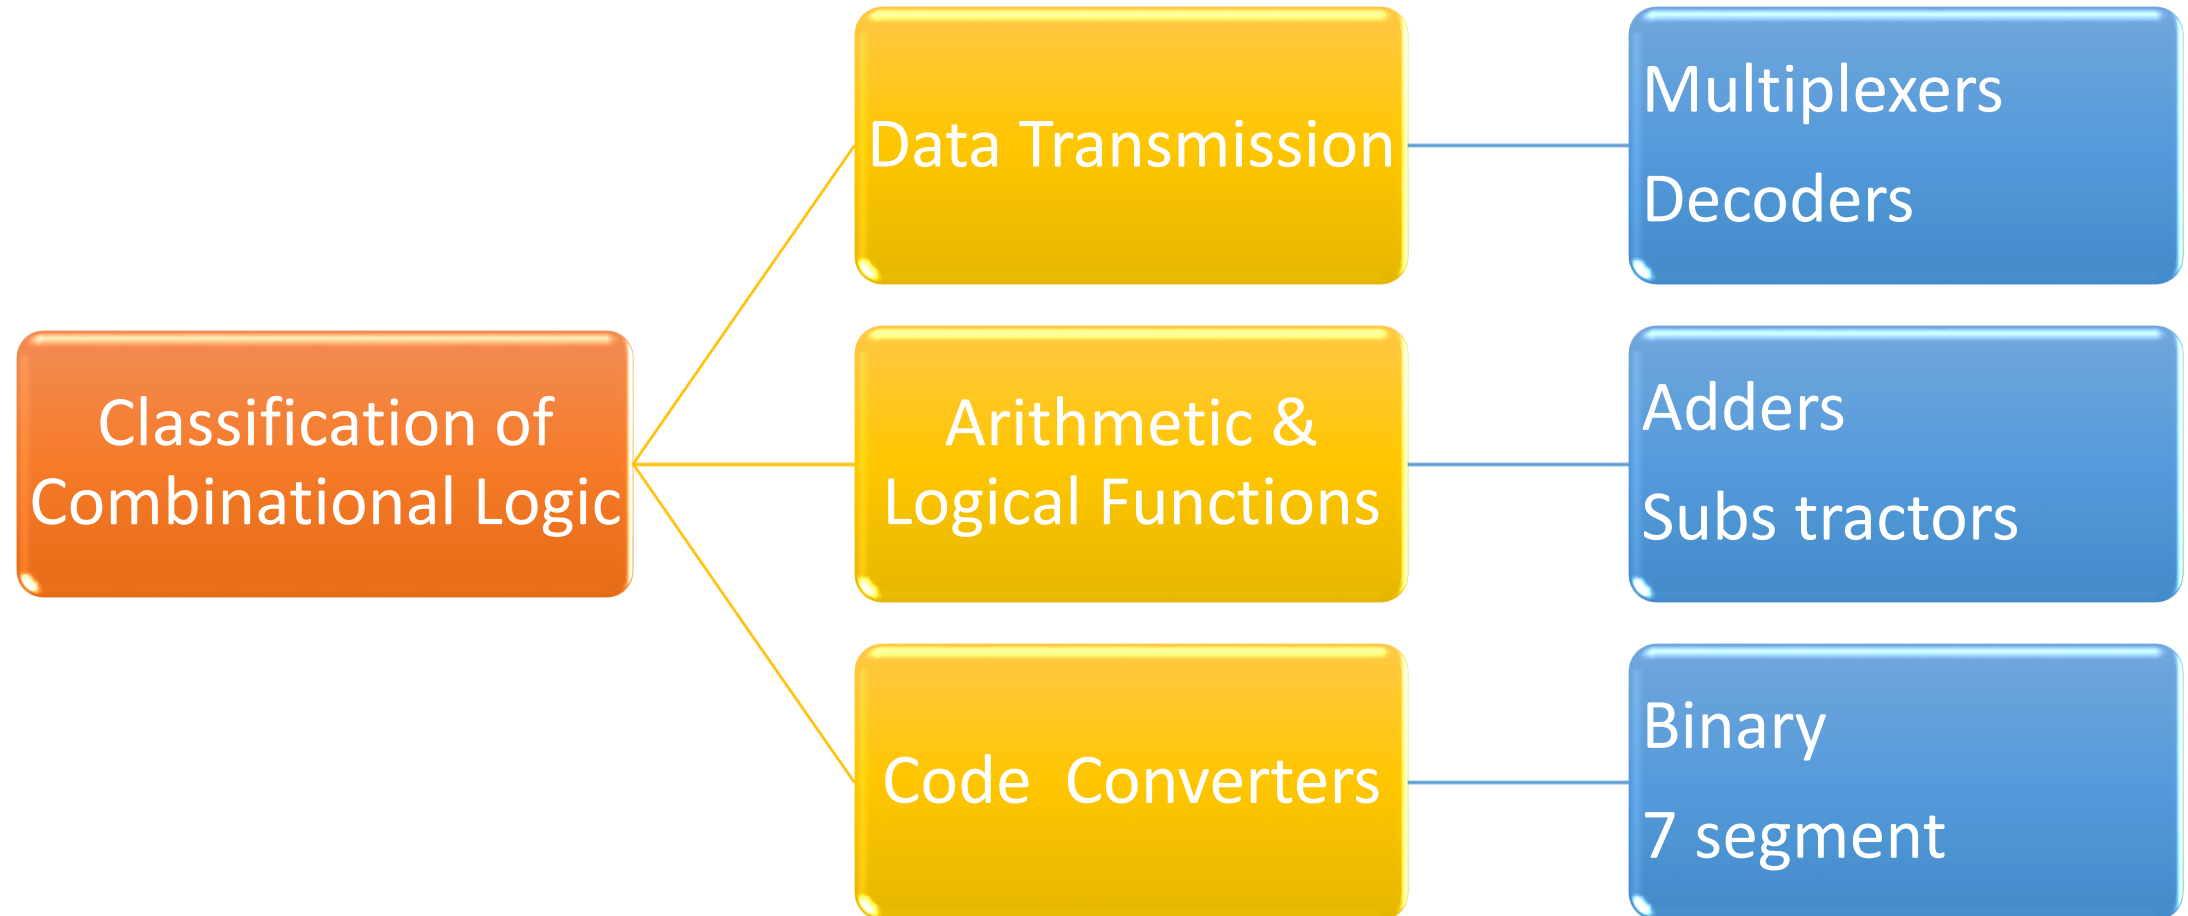 Classification of
Combinational Logic
Data Transmission
Multiplexers
Decoders
Arithmetic &
Logical Functions
Adders
Subs tractors
Code  Converters
Binary
7 segment